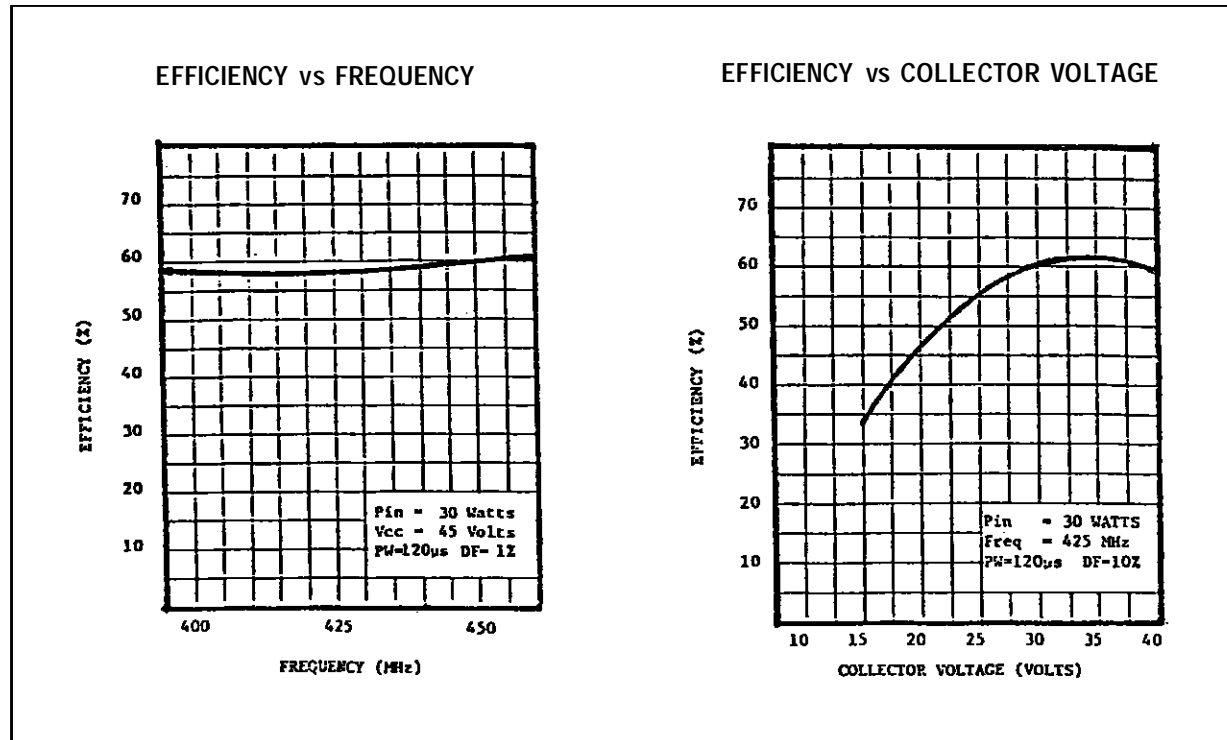 EFFICIENCY vs FREQUENCY
70
60
50
40
30
20
10
EFFICIENCY (%)
Pin = 30 Watts
Vcc = 45 Volts
PW=120µs DF= 1%
400 425 450
FREQUENCY (MHz)
EFFICIENCY vs COLLECTOR VOLTAGE
70
60
50
40
30
20
10
EFFICIENCY (%)
Pin = 30 WATTS
Freq = 425 MHz
PW=120µs DF=10%
10 15 20 25 30 35 40
COLLECTOR VOLTAGE (VOLTS)